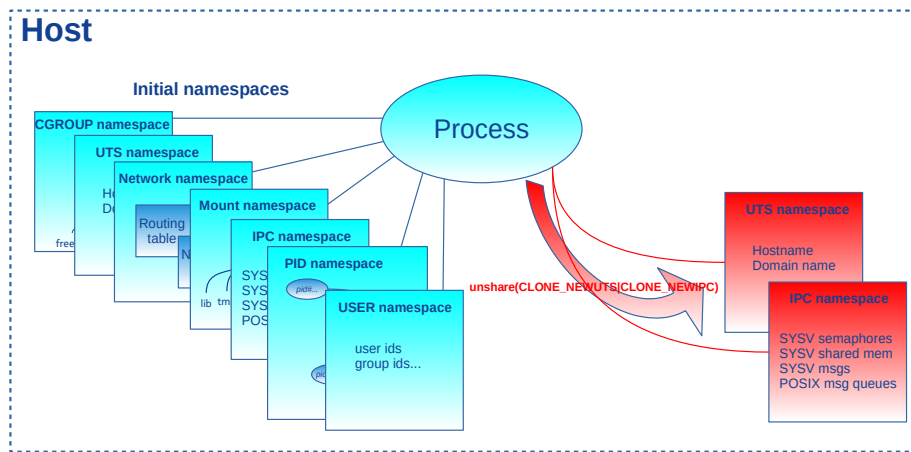 Host
Initial namespaces
Process
CGROUP namespace
UTS namespace
Network namespace
Routing
table
Mount namespace
lib
IPC namespace
PID namespace
pid#...
USER namespace
user ids
group ids...
unshare(CLONE_NEWUTS|CLONE_NEWIPC)
UTS namespace
Hostname
Domain name
IPC namespace
SYSV semaphores
SYSV shared mem
SYSV msgs
POSIX msg queues